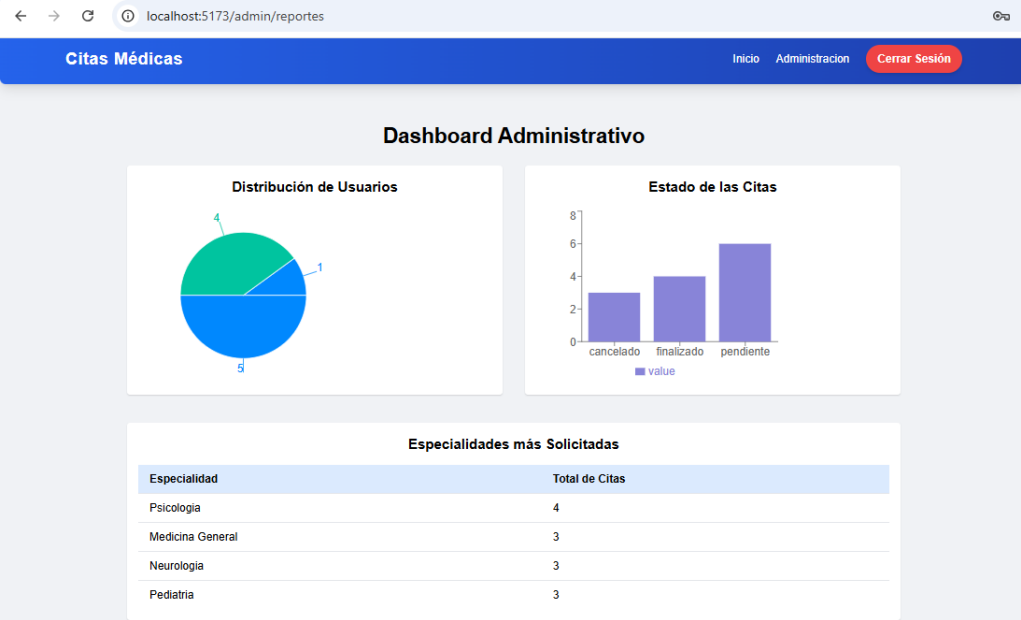 localhost:5173/admin/reportes
Citas Médicas
Inicio Administracion Cerrar Sesión
Dashboard Administrativo
Distribución de Usuarios
4
1
5
Estado de las Citas
8
6
4
2
0
cancelado finalizado pendiente
value
Especialidades más Solicitadas
Especialidad Total de Citas
Psicologia 4
Medicina General 3
Neurologia 3
Pediatria 3